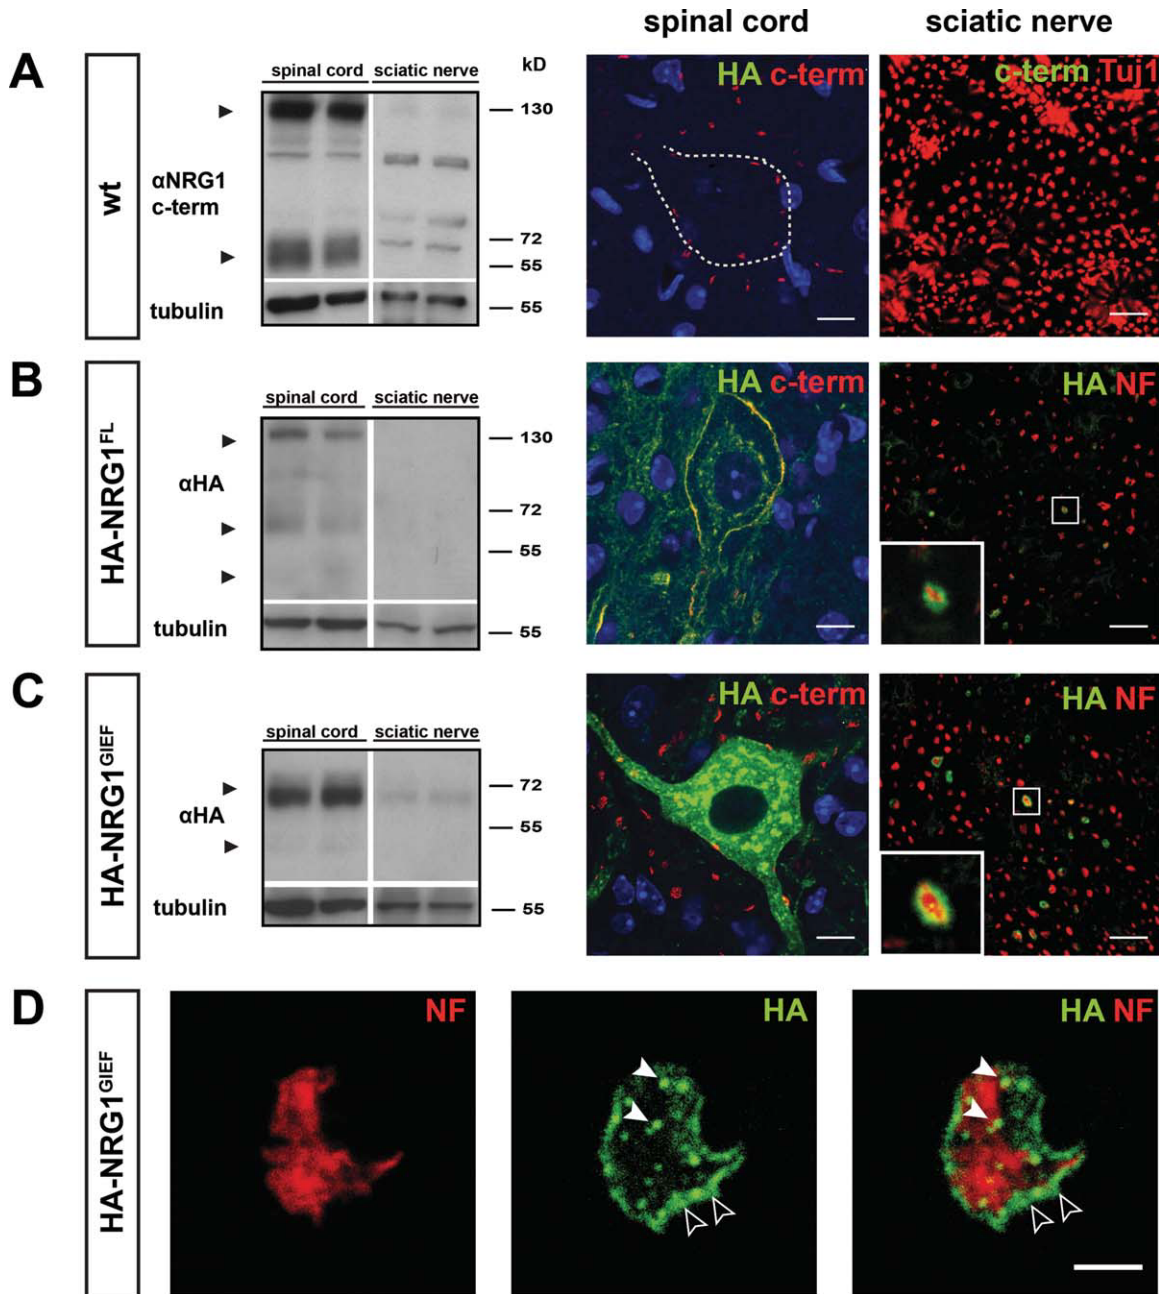 spinal cord sciatic nerve
A
wt
spinal cord sciatic nerve
kD
130
αNRG1
c-term
72
55
tubulin
55
HA c-term
c-term Tuj1
B
HA-NRG1FL
spinal cord sciatic nerve
130
αHA
72
55
tubulin
55
HA c-term
HA NF
C
HA-NRG1GIEF
spinal cord sciatic nerve
72
αHA
55
tubulin
55
HA c-term
HA NF
D
HA-NRG1GIEF
NF
HA
HA NF